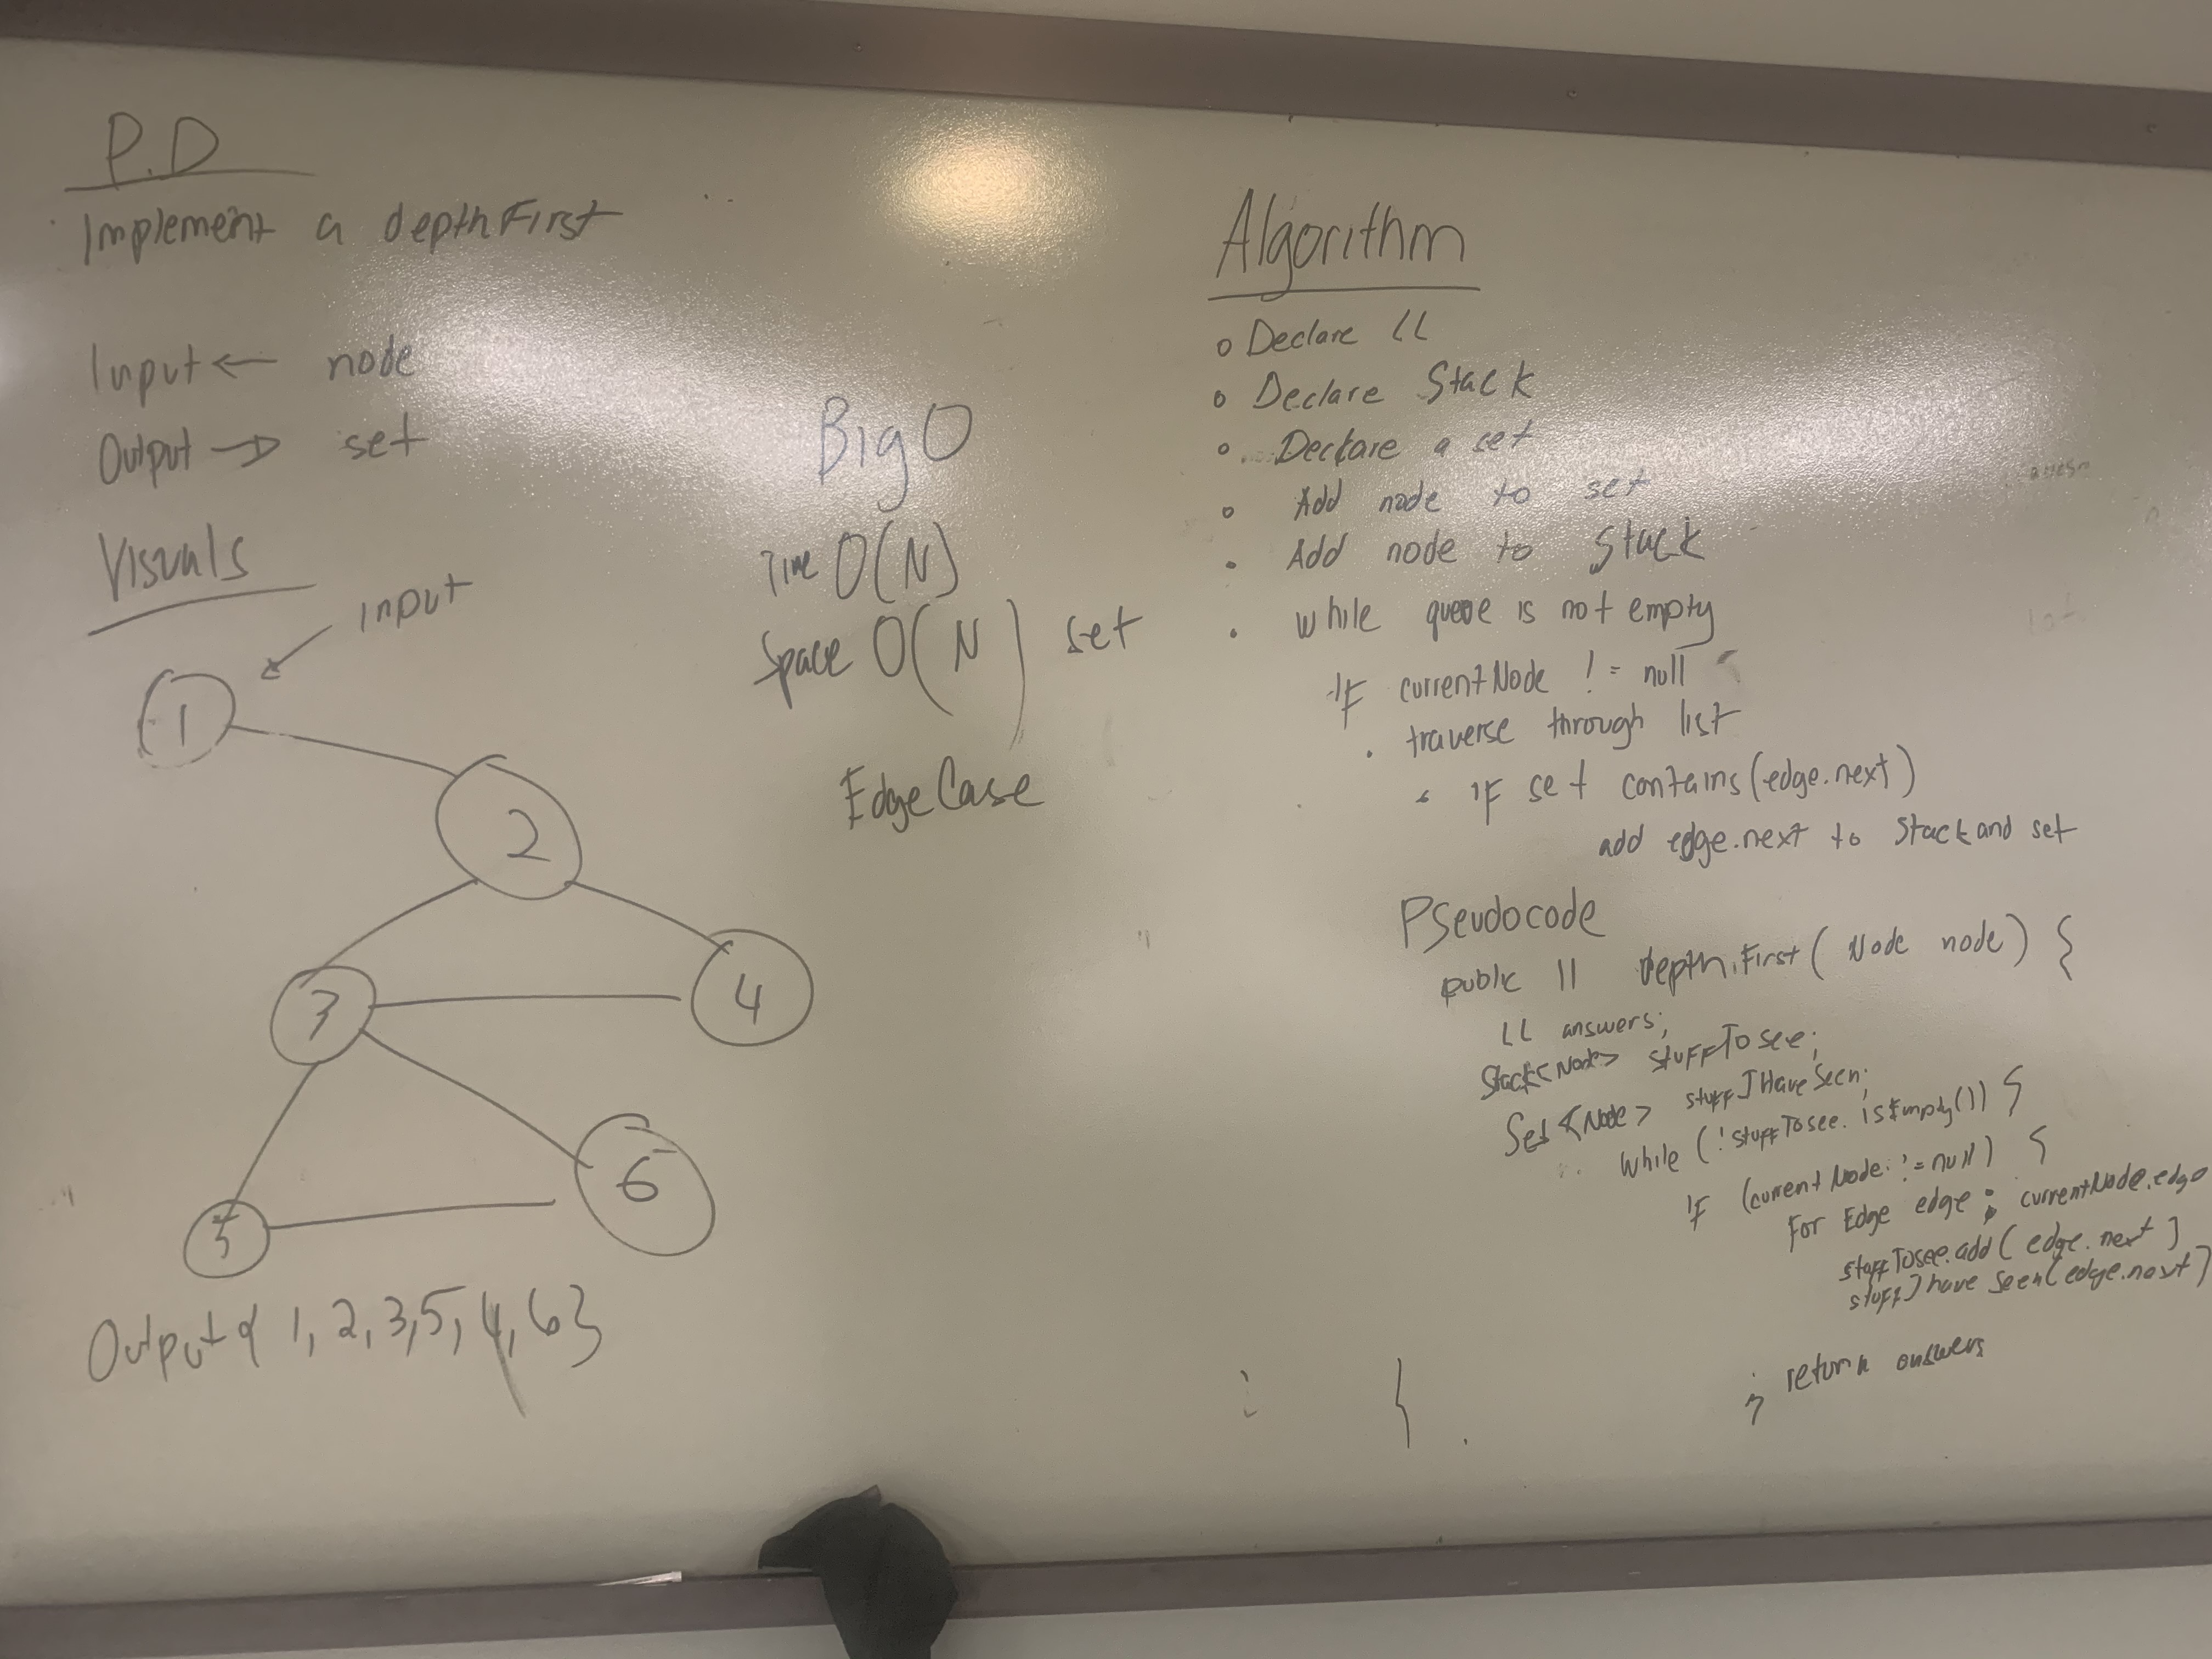 P.D
Implement a depthFirst
Input ← node
Output → set
Visuals
input
1
2
3
4
5
6
Output { 1, 2, 3, 5, 4, 6 }
Big O
Time O(N)
Space O(N) set
Edge Case
Algorithm
Declare LL
Declare Stack
Declare a set
Add node to set
Add node to Stack
while queue is not empty
if currentNode != null
traverse through list
if set contains(edge.next)
add edge.next to Stack and set
Pseudocode
public ll depthFirst( Node node) {
LL answers;
Stack<Node> stuffTosee;
Set <Node> stuffIHaveSeen;
while (!stuffTosee.isEmpty()) {
if (currentNode != null) {
For Edge edge : currentNode.edge
stuffTosee.add( edge.next )
stuffIhaveseen(edge.next)
return answers